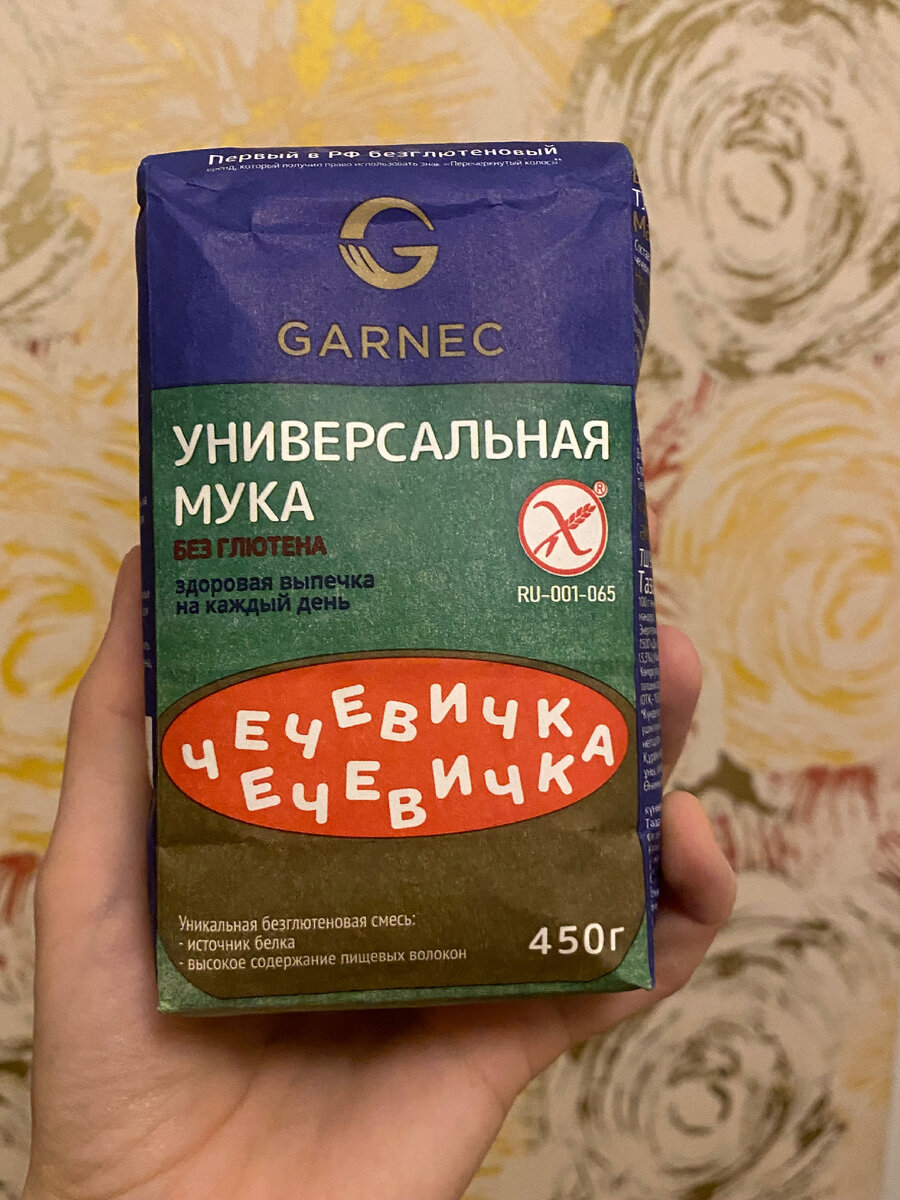 Первый в РФ безглютеновый
бренд, который получил право использовать знак «Перечеркнутый колос»
GARNEC
УНИВЕРСАЛЬНАЯ
МУКА
БЕЗ ГЛЮТЕНА
здоровая выпечка
на каждый день
®
RU-001-065
ЧЕЧЕВИЧКА
ЕЧЕВИЧКА
Уникальная безглютеновая смесь:
- источник белка
- высокое содержание пищевых волокон
450г